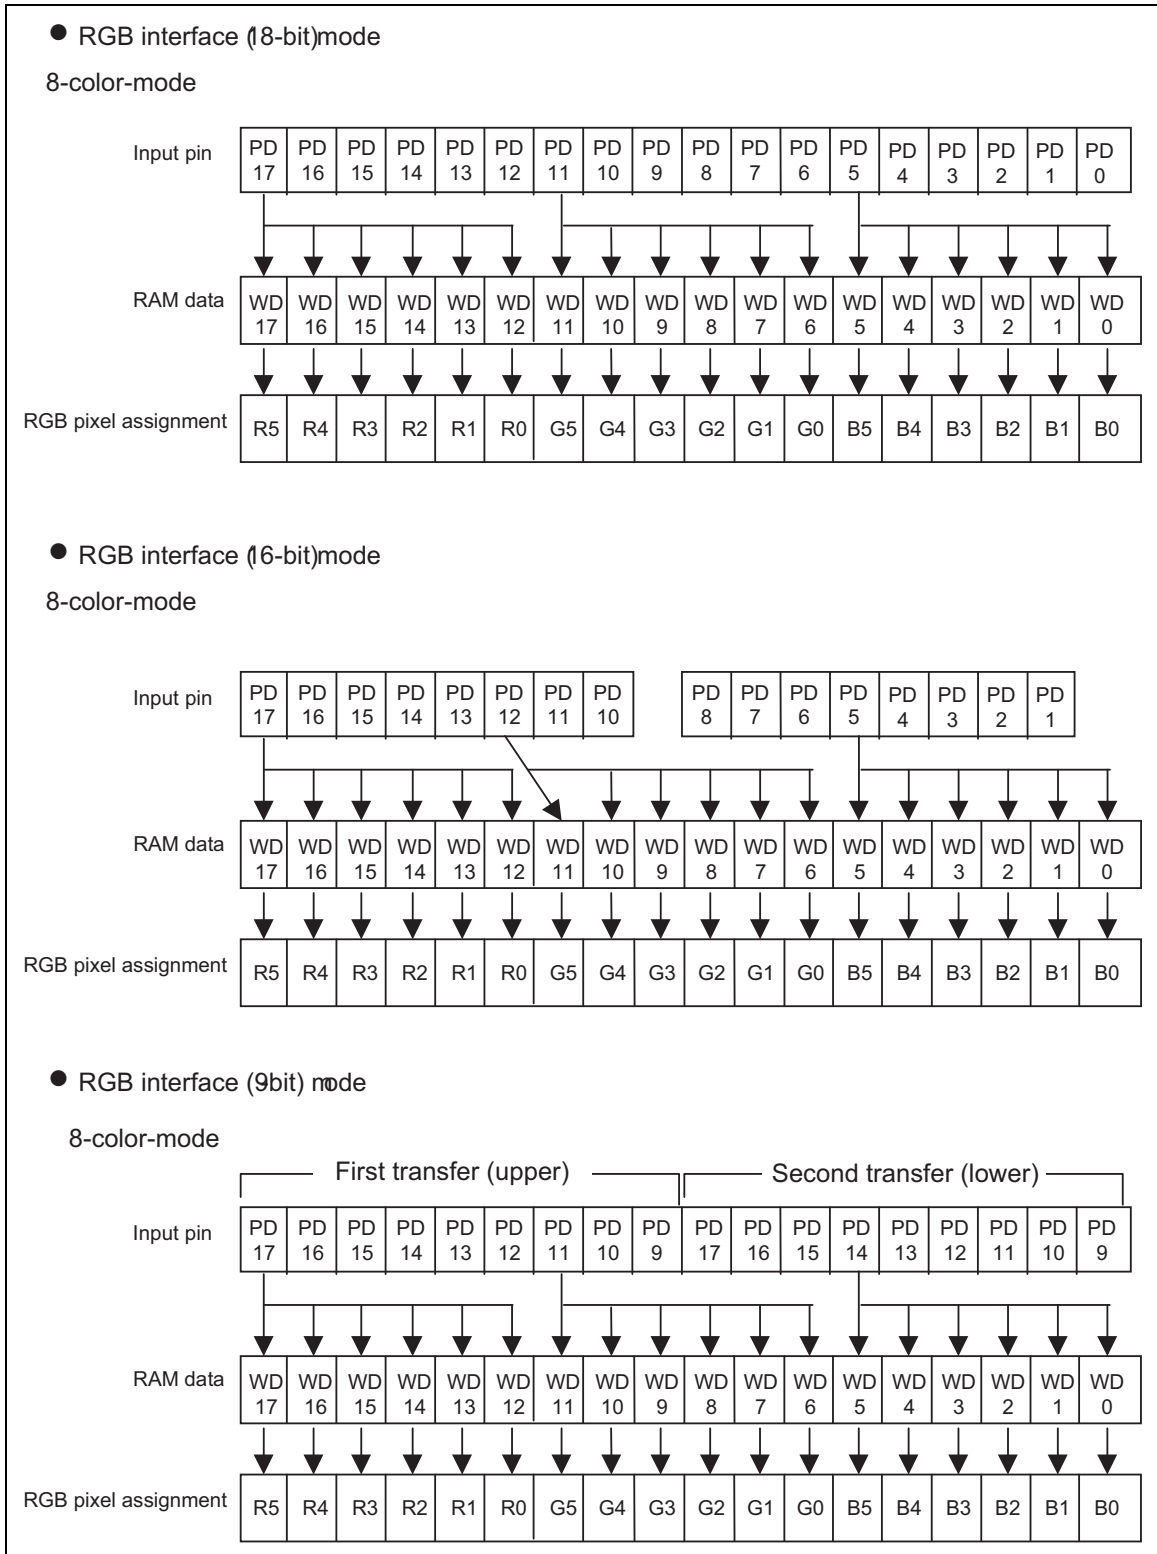 ● RGB interface (18-bit)mode
8-color-mode
Input pin PD 17 PD 16 PD 15 PD 14 PD 13 PD 12 PD 11 PD 10 PD 9 PD 8 PD 7 PD 6 PD 5 PD 4 PD 3 PD 2 PD 1 PD 0
RAM data WD 17 WD 16 WD 15 WD 14 WD 13 WD 12 WD 11 WD 10 WD 9 WD 8 WD 7 WD 6 WD 5 WD 4 WD 3 WD 2 WD 1 WD 0
RGB pixel assignment R5 R4 R3 R2 R1 R0 G5 G4 G3 G2 G1 G0 B5 B4 B3 B2 B1 B0
● RGB interface (16-bit)mode
8-color-mode
Input pin PD 17 PD 16 PD 15 PD 14 PD 13 PD 12 PD 11 PD 10 PD 8 PD 7 PD 6 PD 5 PD 4 PD 3 PD 2 PD 1
RAM data WD 17 WD 16 WD 15 WD 14 WD 13 WD 12 WD 11 WD 10 WD 9 WD 8 WD 7 WD 6 WD 5 WD 4 WD 3 WD 2 WD 1 WD 0
RGB pixel assignment R5 R4 R3 R2 R1 R0 G5 G4 G3 G2 G1 G0 B5 B4 B3 B2 B1 B0
● RGB interface (9-bit) mode
8-color-mode
First transfer (upper) Second transfer (lower)
Input pin PD 17 PD 16 PD 15 PD 14 PD 13 PD 12 PD 11 PD 10 PD 9 PD 17 PD 16 PD 15 PD 14 PD 13 PD 12 PD 11 PD 10 PD 9
RAM data WD 17 WD 16 WD 15 WD 14 WD 13 WD 12 WD 11 WD 10 WD 9 WD 8 WD 7 WD 6 WD 5 WD 4 WD 3 WD 2 WD 1 WD 0
RGB pixel assignment R5 R4 R3 R2 R1 R0 G5 G4 G3 G2 G1 G0 B5 B4 B3 B2 B1 B0